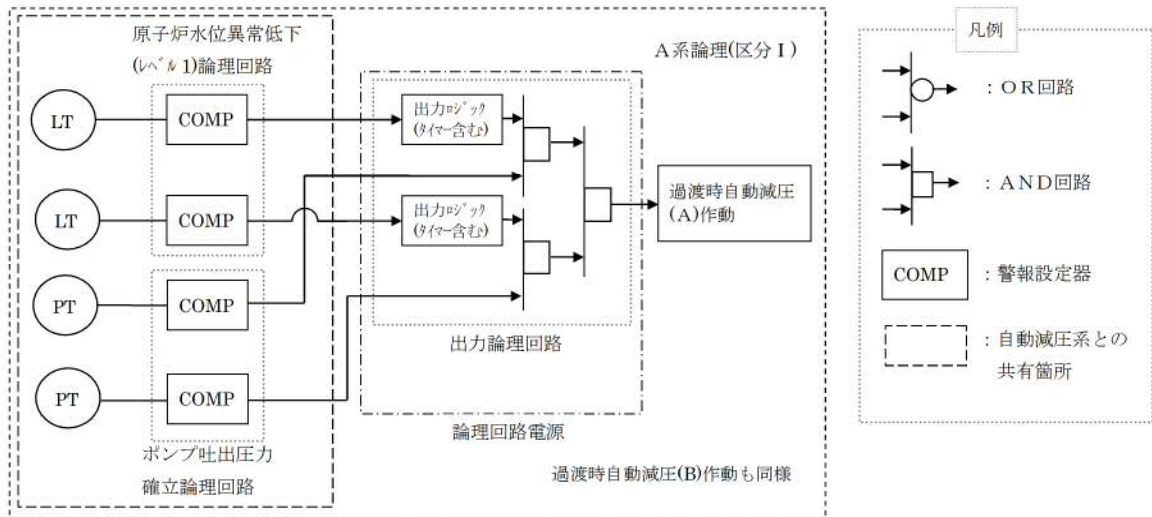 原子炉水位異常低下
(ﾚﾍﾞﾙ1)論理回路
A系論理(区分Ⅰ)
LT
COMP
出力ﾛｼﾞｯｸ
(ﾀｲﾏｰ含む)
LT
COMP
出力ﾛｼﾞｯｸ
(ﾀｲﾏｰ含む)
過渡時自動減圧
(A)作動
PT
COMP
PT
COMP
出力論理回路
論理回路電源
ポンプ吐出圧力
確立論理回路
過渡時自動減圧(B)作動も同様
凡例
:OR回路
:AND回路
COMP
:警報設定器
:自動減圧系との
共有箇所